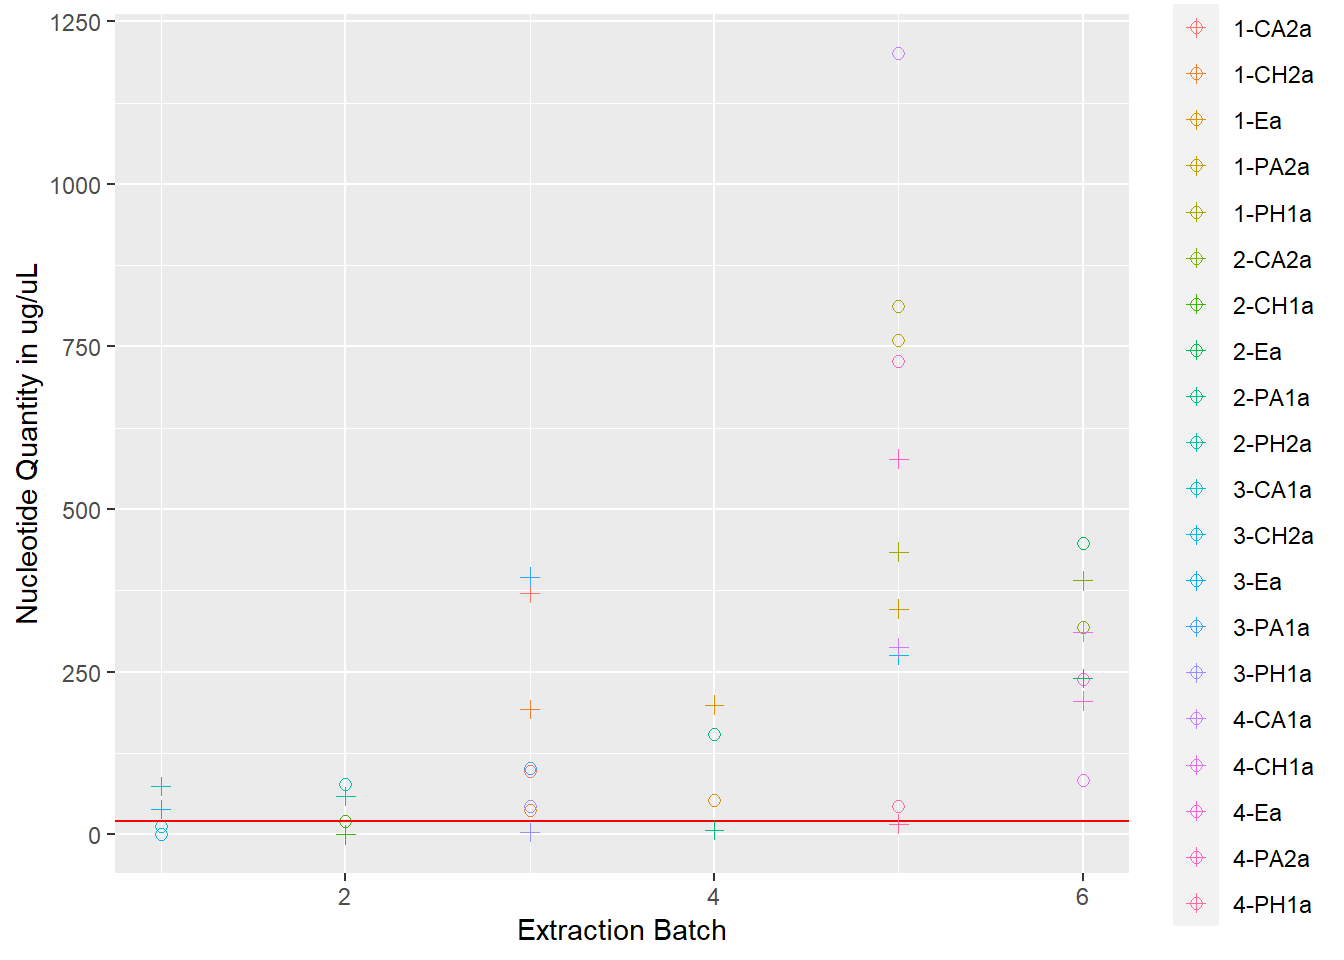 1250
1000
750
500
250
0
Nucleotide Quantity in ug/uL
2
4
6
Extraction Batch
1-CA2a
1-CH2a
1-Ea
1-PA2a
1-PH1a
2-CA2a
2-CH1a
2-Ea
2-PA1a
2-PH2a
3-CA1a
3-CH2a
3-Ea
3-PA1a
3-PH1a
4-CA1a
4-CH1a
4-Ea
4-PA2a
4-PH1a